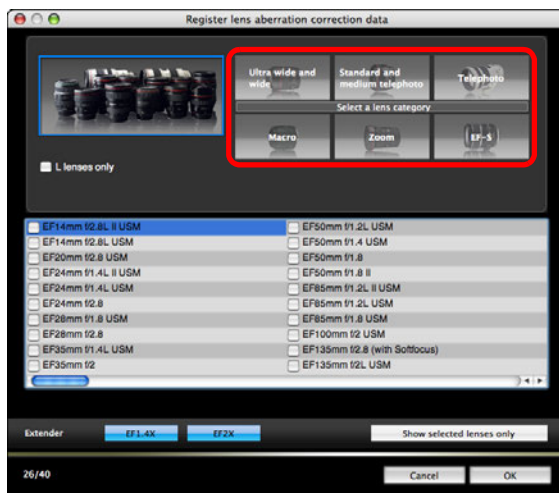 Register lens aberration correction data
Ultra wide and wide
Standard and medium telephoto
Telephoto
Select a lens category
Macro
Zoom
EF-S
L lenses only
EF14mm f/2.8L II USM
EF14mm f/2.8L USM
EF20mm f/2.8 USM
EF24mm f/1.4L II USM
EF24mm f/1.4L USM
EF24mm f/2.8
EF28mm f/1.8 USM
EF28mm f/2.8
EF35mm f/1.4L USM
EF35mm f/2
EF50mm f/1.2L USM
EF50mm f/1.4 USM
EF50mm f/1.8
EF50mm f/1.8 II
EF85mm f/1.2L II USM
EF85mm f/1.2L USM
EF85mm f/1.8 USM
EF100mm f/2 USM
EF135mm f/2.8 (with Softfocus)
EF135mm f/2L USM
Extender
EF1.4X
EF2X
Show selected lenses only
26/40
Cancel
OK